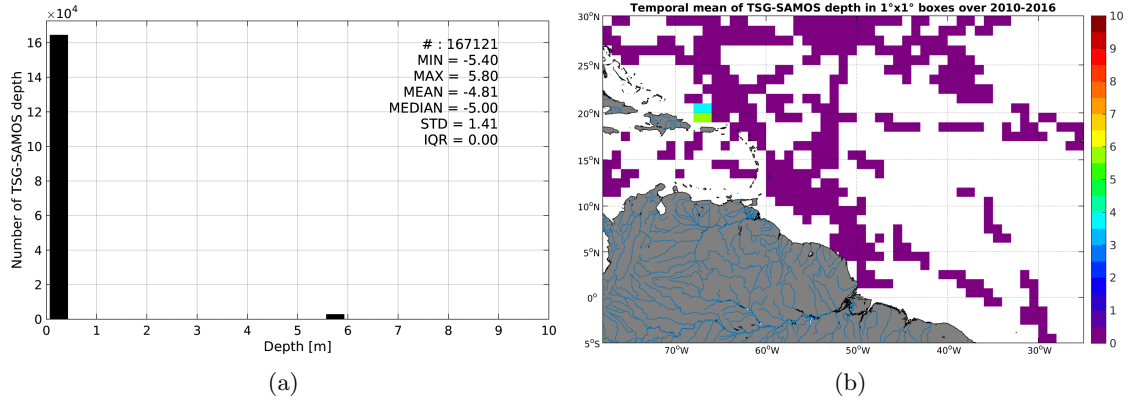 ×10⁴
16
14
12
10
8
6
4
2
0
Number of TSG-SAMOS depth
# : 167121
MIN = -5.40
MAX = 5.80
MEAN = -4.81
MEDIAN = -5.00
STD = 1.41
IQR = 0.00
0 1 2 3 4 5 6 7 8 9 10
Depth [m]
(a)
Temporal mean of TSG-SAMOS depth in 1°x1° boxes over 2010-2016
30°N
25°N
20°N
15°N
10°N
5°N
0°
5°S
70°W 60°W 50°W 40°W 30°W
10
9
8
7
6
5
4
3
2
1
0
(b)